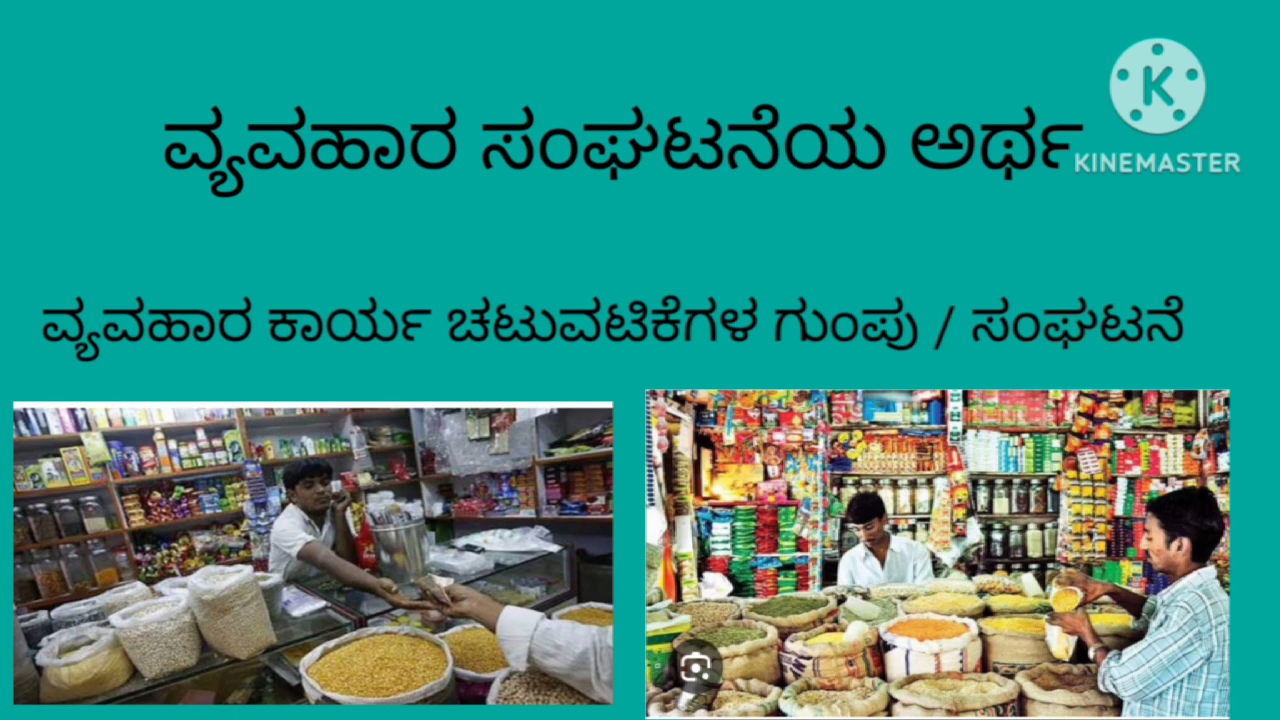 ವ್ಯವಹಾರ ಸಂಘಟನೆಯ ಅರ್ಥ
K
KINEMASTER
ವ್ಯವಹಾರ ಕಾರ್ಯ ಚಟುವಟಿಕೆಗಳ ಗುಂಪು / ಸಂಘಟನೆ